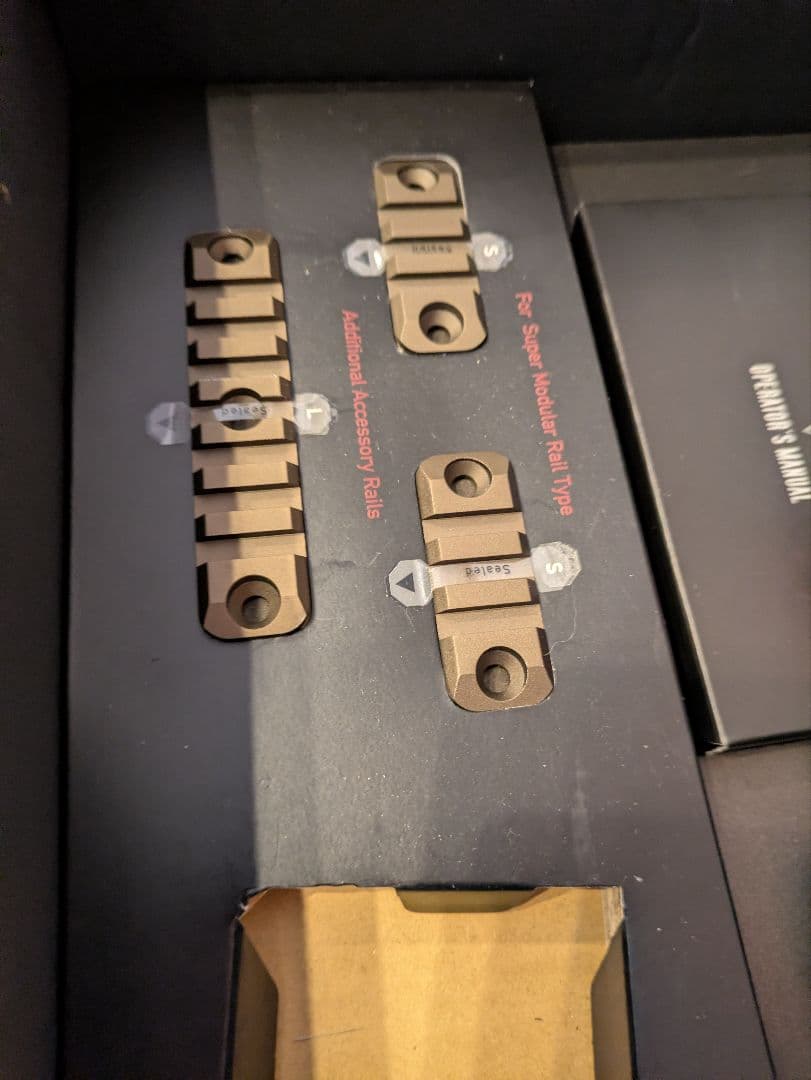 For Super Modular Rail Type
Additional Accessory Rails
S
Sealed
L
Sealed
S
Sealed
OPERATOR'S MANUAL